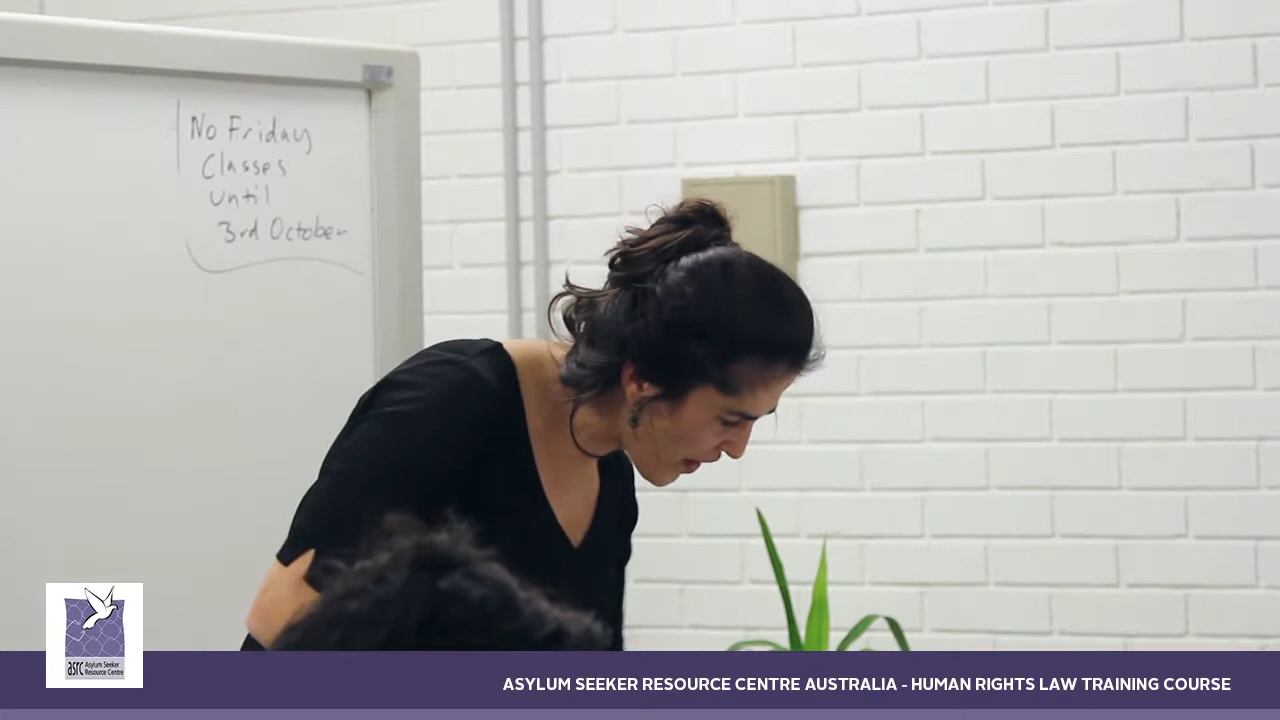 No Friday
Classes
until
3rd October
asrc Asylum Seeker
Resource Centre
ASYLUM SEEKER RESOURCE CENTRE AUSTRALIA - HUMAN RIGHTS LAW TRAINING COURSE